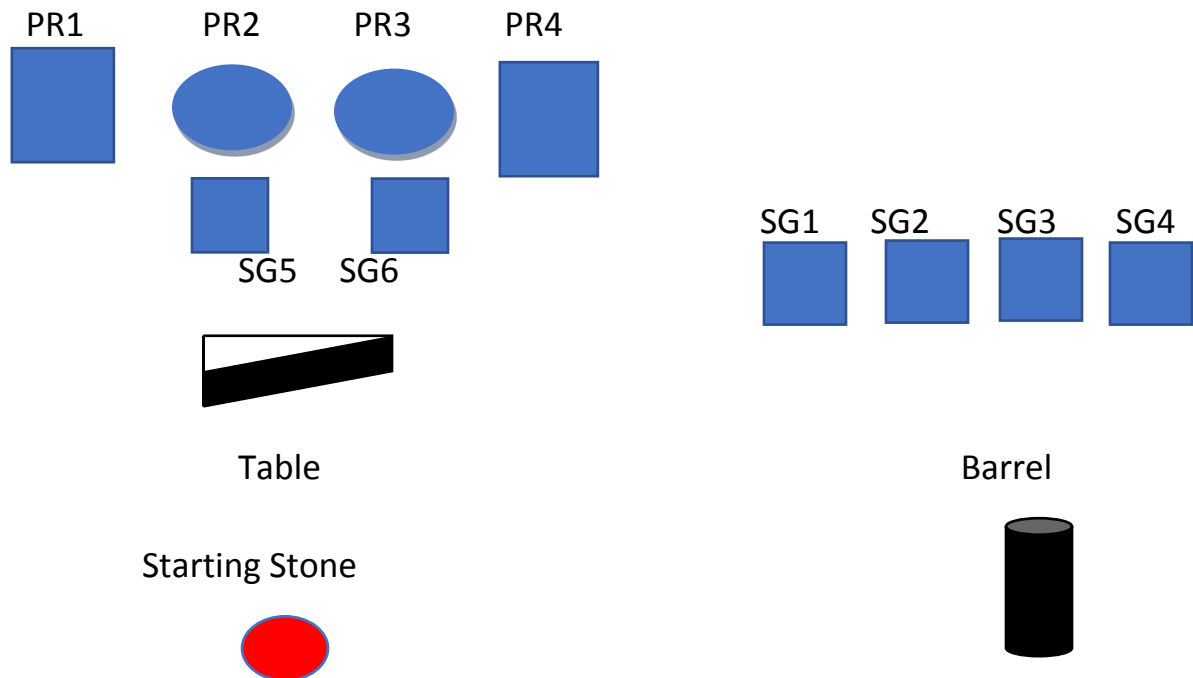 PR1 PR2 PR3 PR4
SG1 SG2 SG3 SG4
SG5 SG6
Table
Barrel
Starting Stone